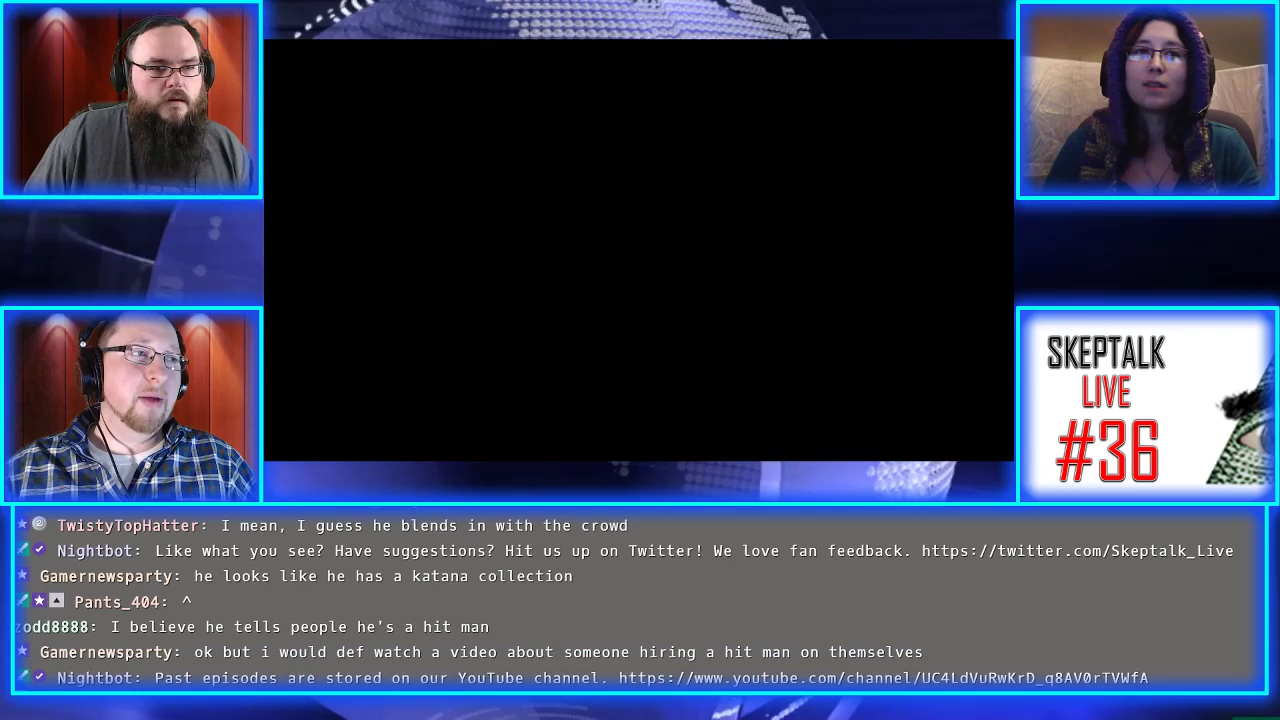 SKEPTALK
LIVE
#36
TwistyTopHatter: I mean, I guess he blends in with the crowd
Nightbot: Like what you see? Have suggestions? Hit us up on Twitter! We love fan feedback. https://twitter.com/Skeptalk_Live
Gamernewsparty: he looks like he has a katana collection
Pants_404: ^
zodd8888: I believe he tells people he's a hit man
Gamernewsparty: ok but i would def watch a video about someone hiring a hit man on themselves
Nightbot: Past episodes are stored on our YouTube channel. https://www.youtube.com/channel/UC4LdVuRwKrD_q8AV0rTVWfA